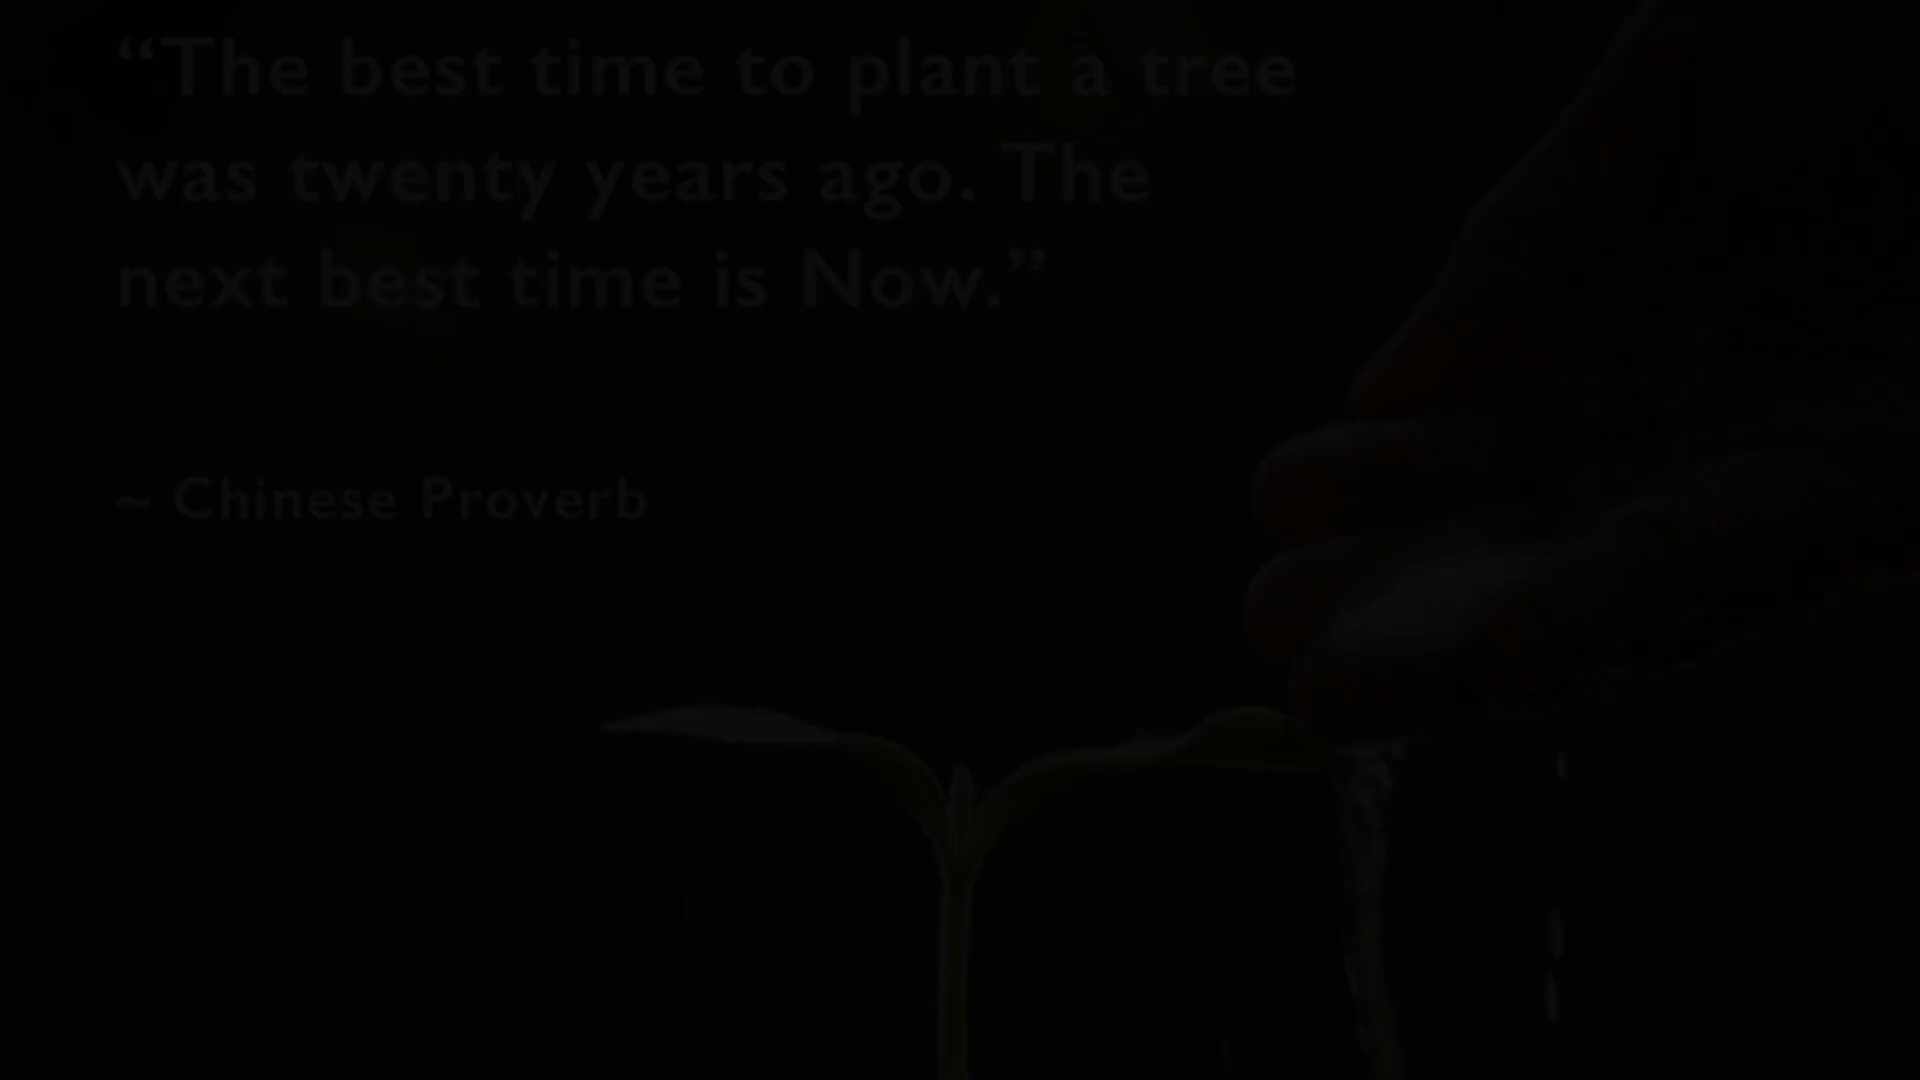 “The best time to plant a tree
was twenty years ago. The
next best time is Now.”
~ Chinese Proverb